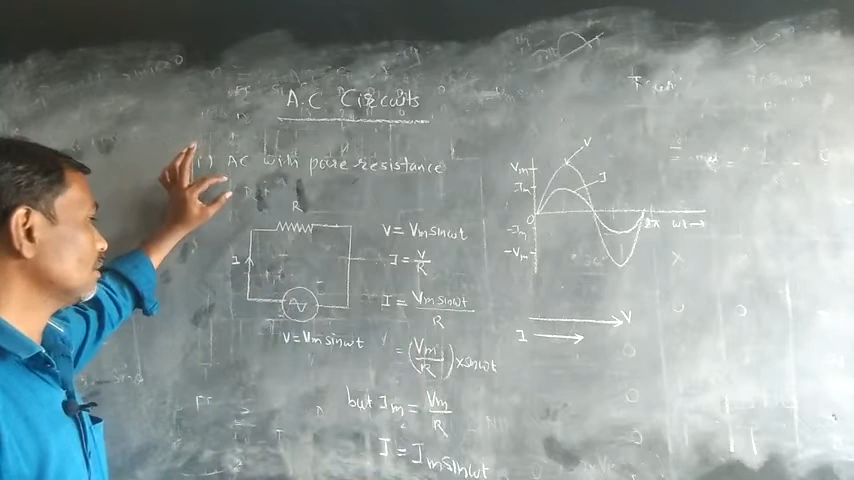 A.C. Circuits
i) AC with pure resistance
R
I
V = Vm sinωt
V = Vm sinωt
I = V/R
I = Vm sinωt / R
= (Vm/R) × sinωt
but Im = Vm/R
I = Im sinωt
V
I
Vm
Im
0
-Im
-Vm
2π ωt →
V
I